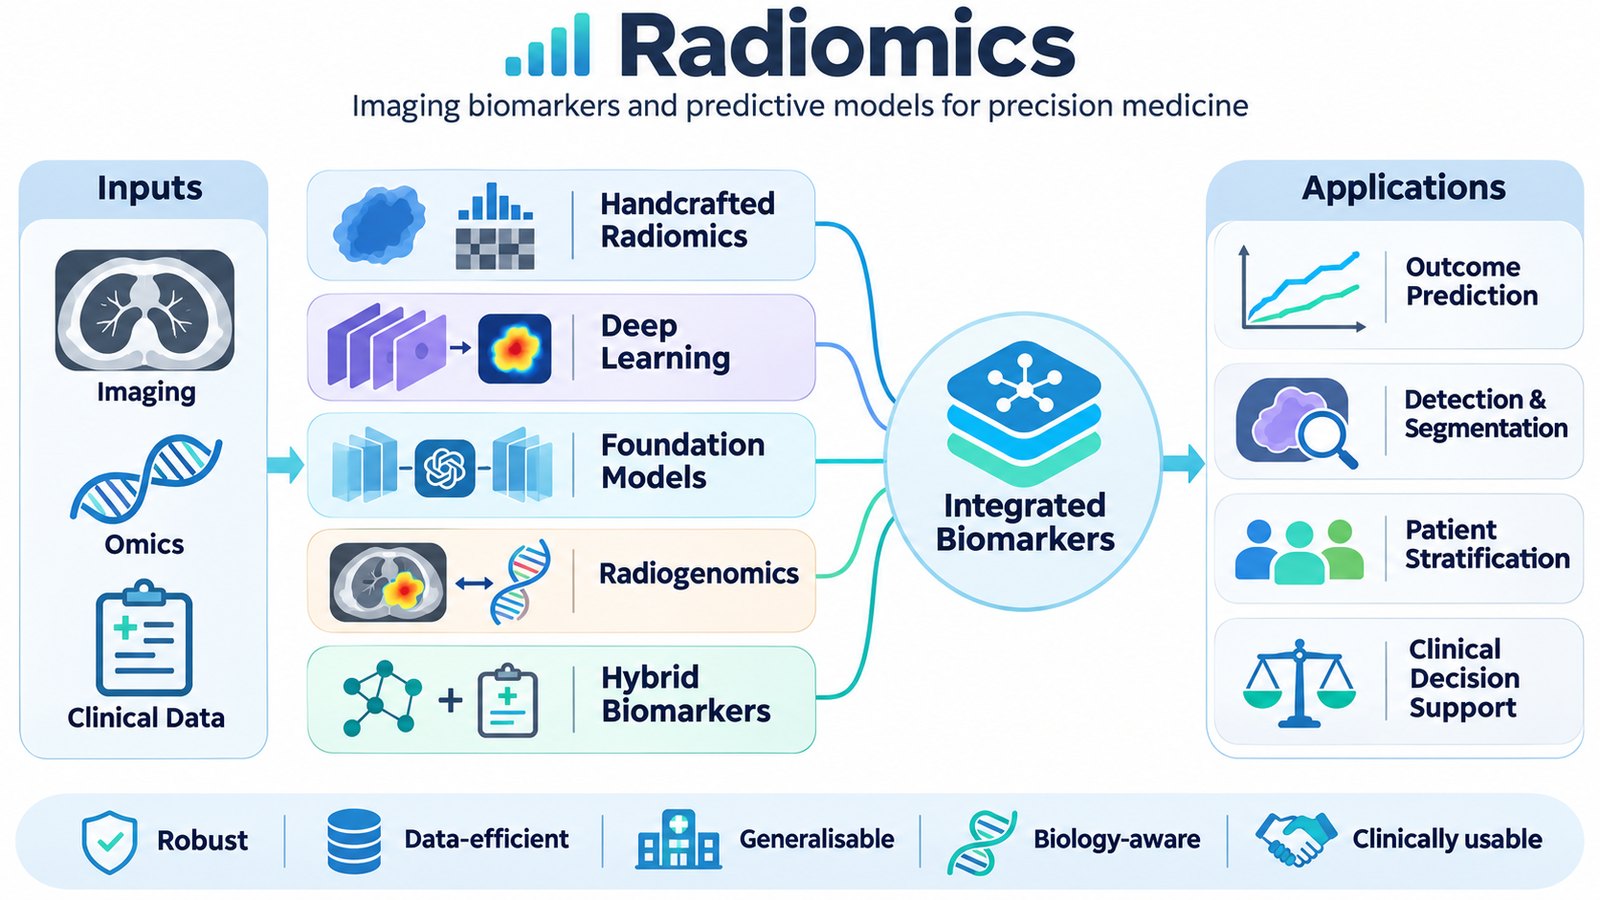 Radiomics
Imaging biomarkers and predictive models for precision medicine
Inputs
Imaging
Omics
Clinical Data
Handcrafted
Radiomics
Deep
Learning
Foundation
Models
Radiogenomics
Hybrid
Biomarkers
Integrated
Biomarkers
Applications
Outcome
Prediction
Detection &
Segmentation
Patient
Stratification
Clinical
Decision
Support
Robust
Data-efficient
Generalisable
Biology-aware
Clinically usable